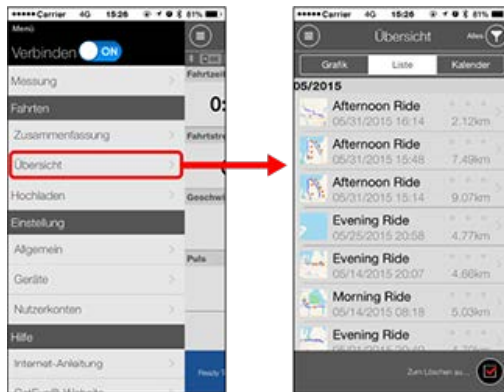 Carrier 4G 15:26 81%
Menü
Verbinden ON
Messung
Fahrten
Zusammenfassung
Übersicht
Hochladen
Einstellung
Allgemein
Geräte
Nutzerkonten
Hilfe
Internet-Anleitung
Fahrtzeit
0:
Fahrtstre
Geschwi
Puls
Ready T
Carrier 4G 15:26 81%
Übersicht Alles
Grafik Liste Kalender
05/2015
Afternoon Ride
05/31/2015 16:14 2.12km
Afternoon Ride
05/31/2015 15:48 7.49km
Afternoon Ride
05/31/2015 15:14 9.07km
Evening Ride
05/25/2015 20:58 4.77km
Evening Ride
05/14/2015 20:07 4.66km
Morning Ride
05/14/2015 08:18 5.03km
Evening Ride
Zum Löschen au...